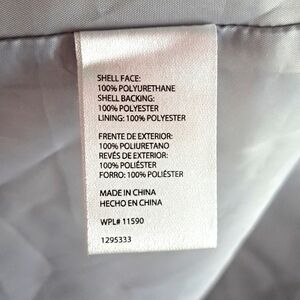 SHELL FACE:
100% POLYURETHANE
SHELL BACKING:
100% POLYESTER
LINING: 100% POLYESTER
FRENTE DE EXTERIOR:
100% POLIURETANO
REVÉS DE EXTERIOR:
100% POLIÉSTER
FORRO: 100% POLIÉSTER
MADE IN CHINA
HECHO EN CHINA
WPL# 11590
1295333